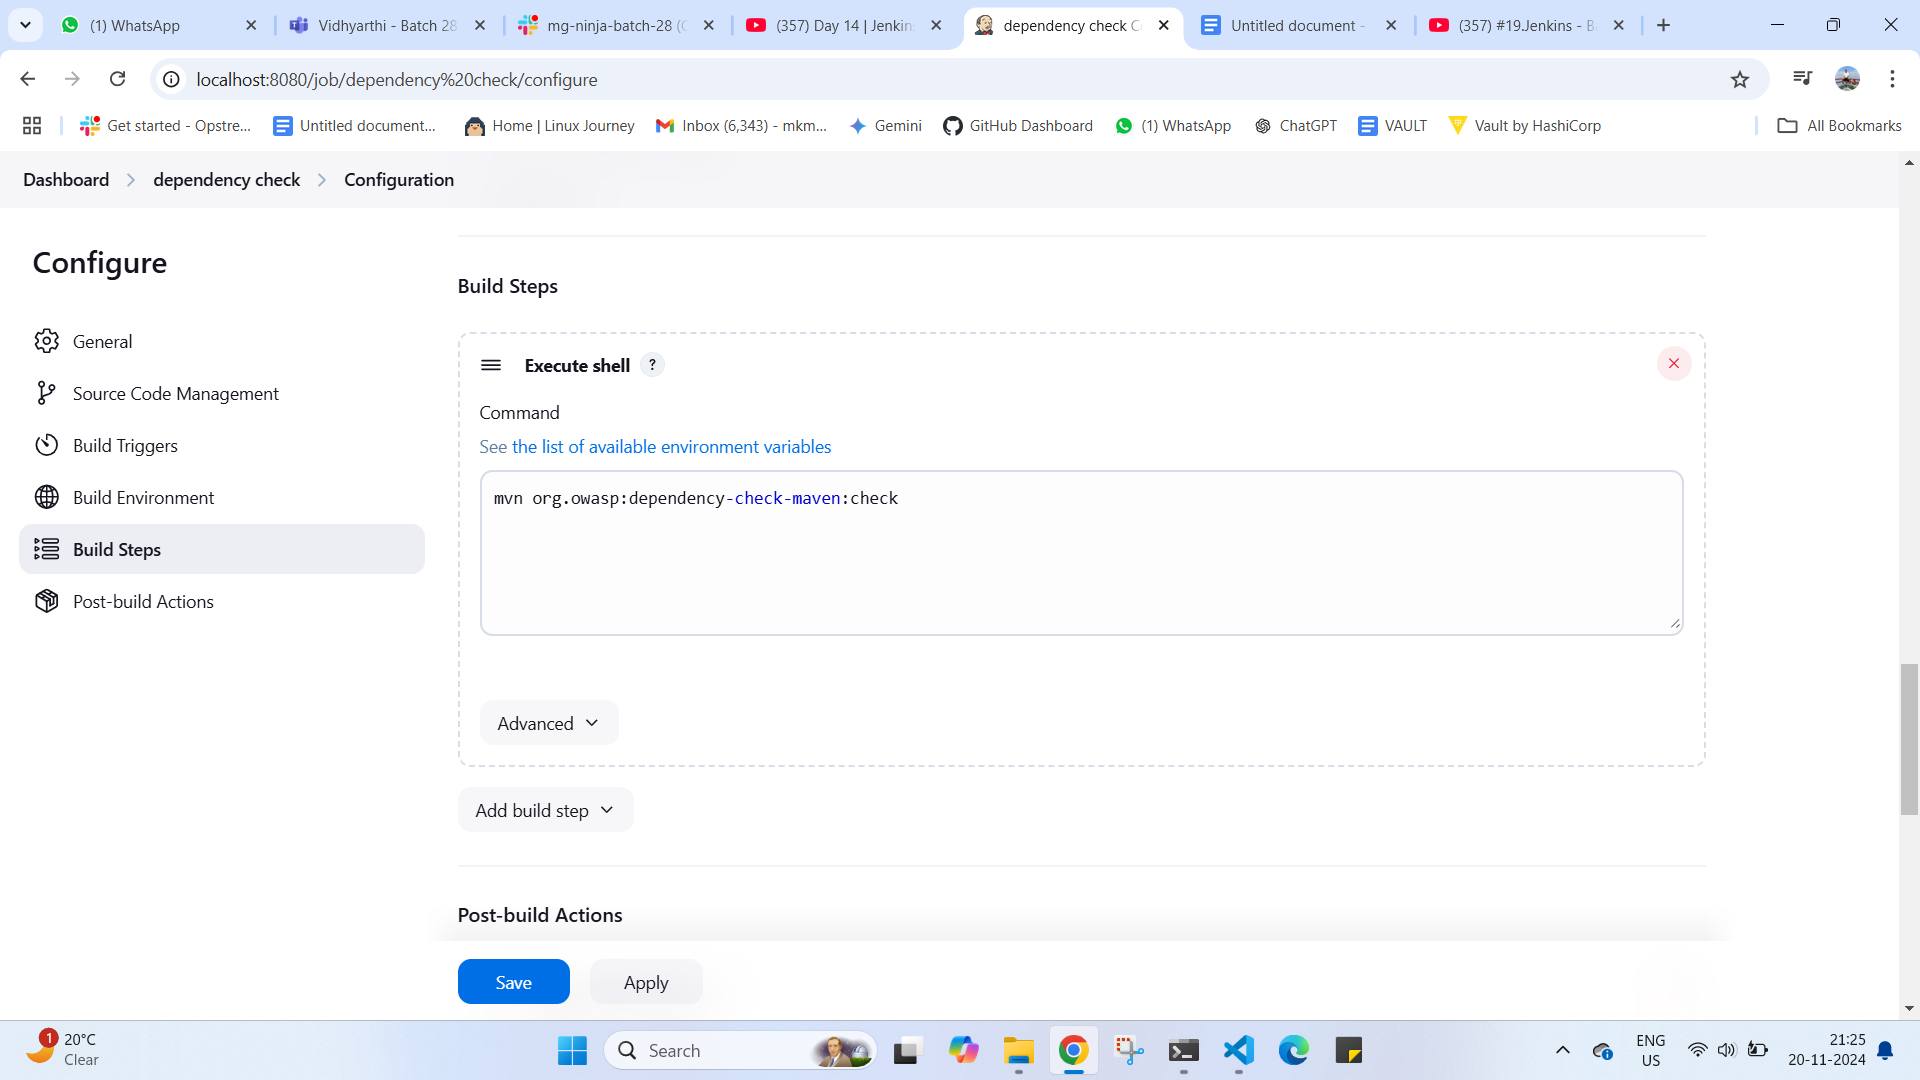 (1) WhatsApp
Vidhyarthi - Batch 28
mg-ninja-batch-28 (C
(357) Day 14 | Jenkins
dependency check C
Untitled document -
(357) #19.Jenkins - B
localhost:8080/job/dependency%20check/configure
Get started - Opstre...
Untitled document...
Home | Linux Journey
Inbox (6,343) - mkm...
Gemini
GitHub Dashboard
(1) WhatsApp
ChatGPT
VAULT
Vault by HashiCorp
All Bookmarks
Dashboard
dependency check
Configuration
Configure
General
Source Code Management
Build Triggers
Build Environment
Build Steps
Post-build Actions
Build Steps
Execute shell ?
Command
See the list of available environment variables
mvn org.owasp:dependency-check-maven:check
Advanced
Add build step
Post-build Actions
Save
Apply
1
20°C
Clear
Search
ENG
US
21:25
20-11-2024